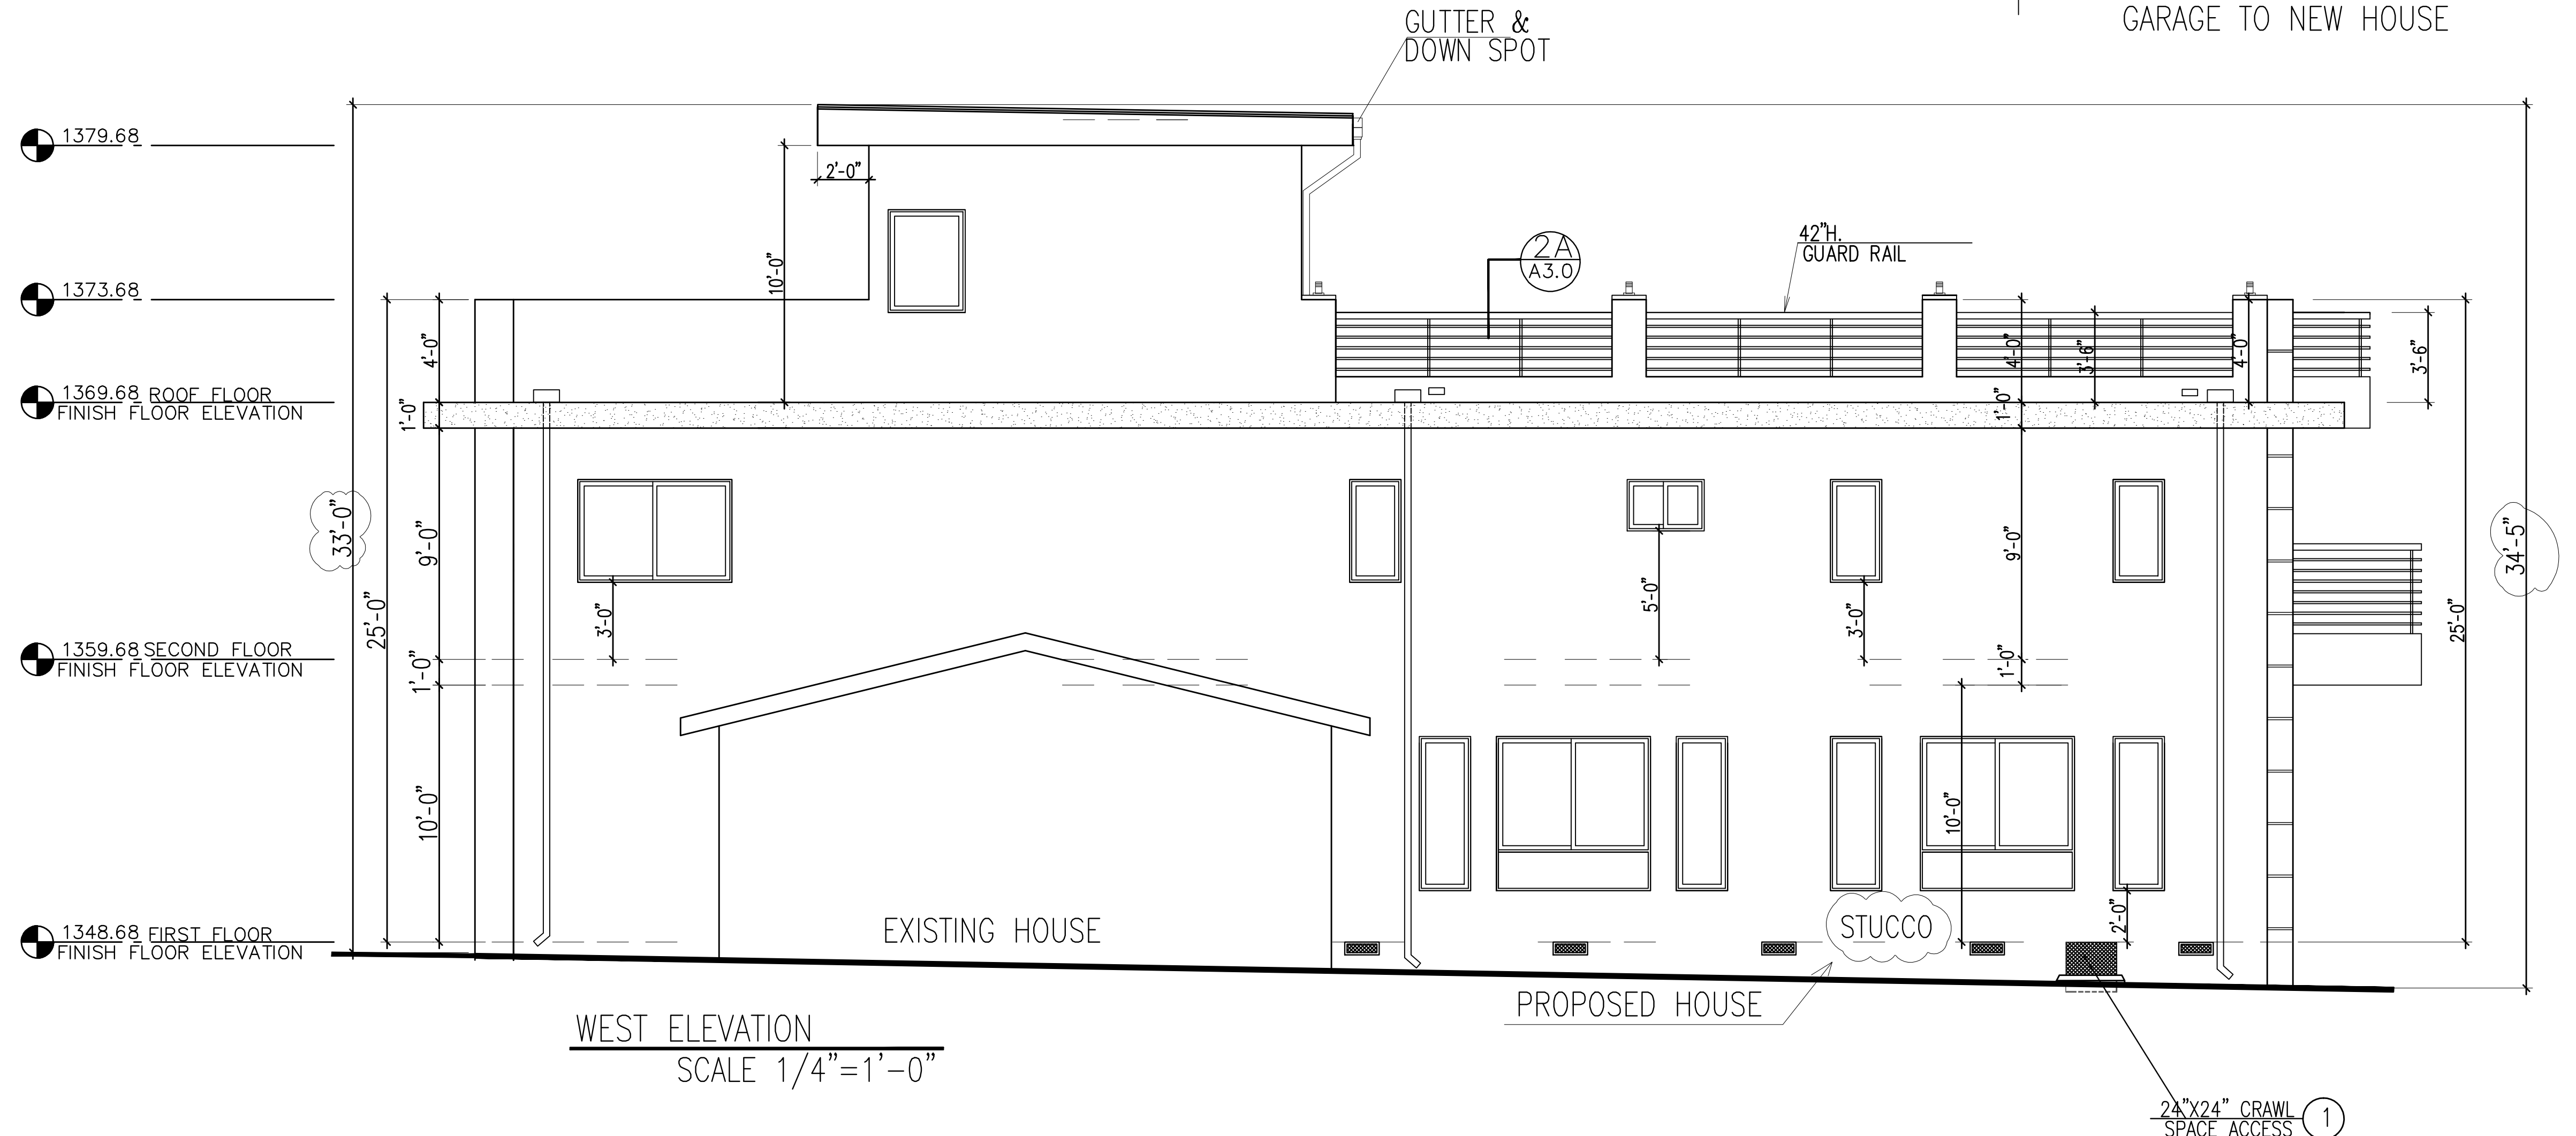 GARAGE TO NEW HOUSE
GUTTER &
DOWN SPOT
1379.68
2'-0"
10'-0"
42"H.
GUARD RAIL
2A
A3.0
1373.68
4'-0"
4'-0"
3'-6"
4'-0"
3'-6"
1369.68 ROOF FLOOR
FINISH FLOOR ELEVATION
1'-0"
1'-0"
33'-0"
9'-0"
9'-0"
34'-5"
25'-0"
3'-0"
5'-0"
3'-0"
25'-0"
1359.68 SECOND FLOOR
FINISH FLOOR ELEVATION
1'-0"
1'-0"
10'-0"
10'-0"
2'-0"
1348.68 FIRST FLOOR
FINISH FLOOR ELEVATION
EXISTING HOUSE
STUCCO
PROPOSED HOUSE
WEST ELEVATION
SCALE 1/4"=1'-0"
24"X24" CRAWL
SPACE ACCESS
1